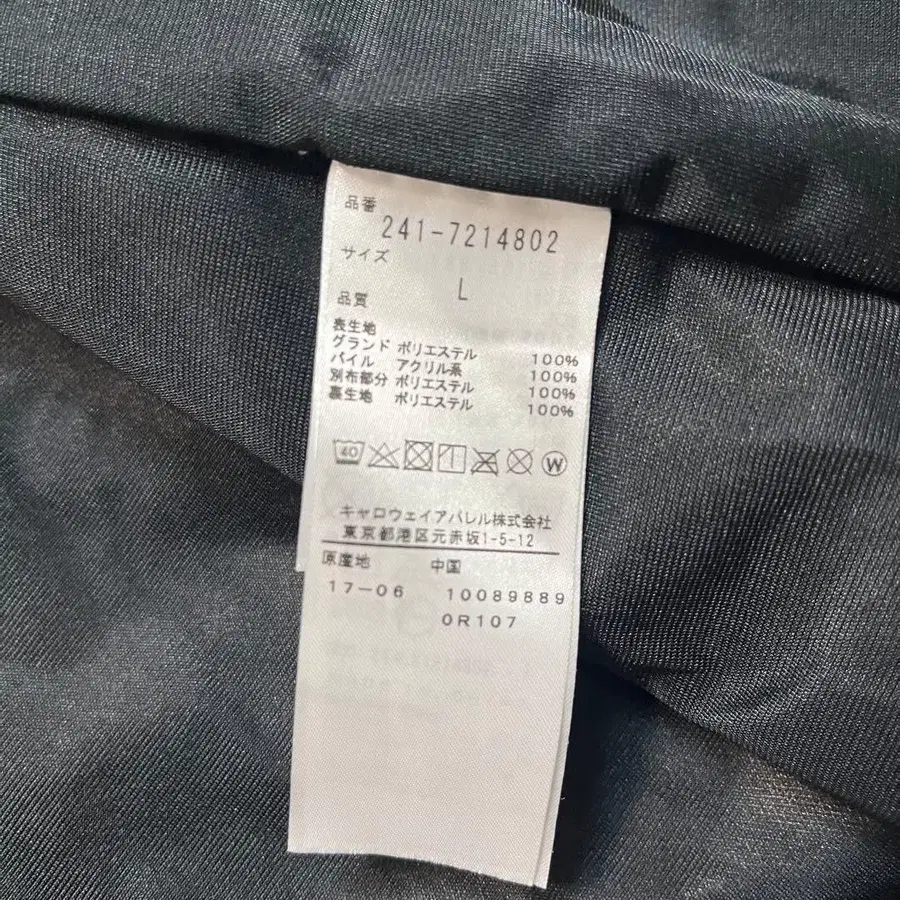 品番
241-7214802
サイズ
L
品質
表生地
グランド ポリエステル 100%
パイル アクリル系 100%
別布部分 ポリエステル 100%
裏生地 ポリエステル 100%
40 W
キャロウェイアパレル株式会社
東京都港区元赤坂1-5-12
原産地 中国
17-06 10089889
0R107